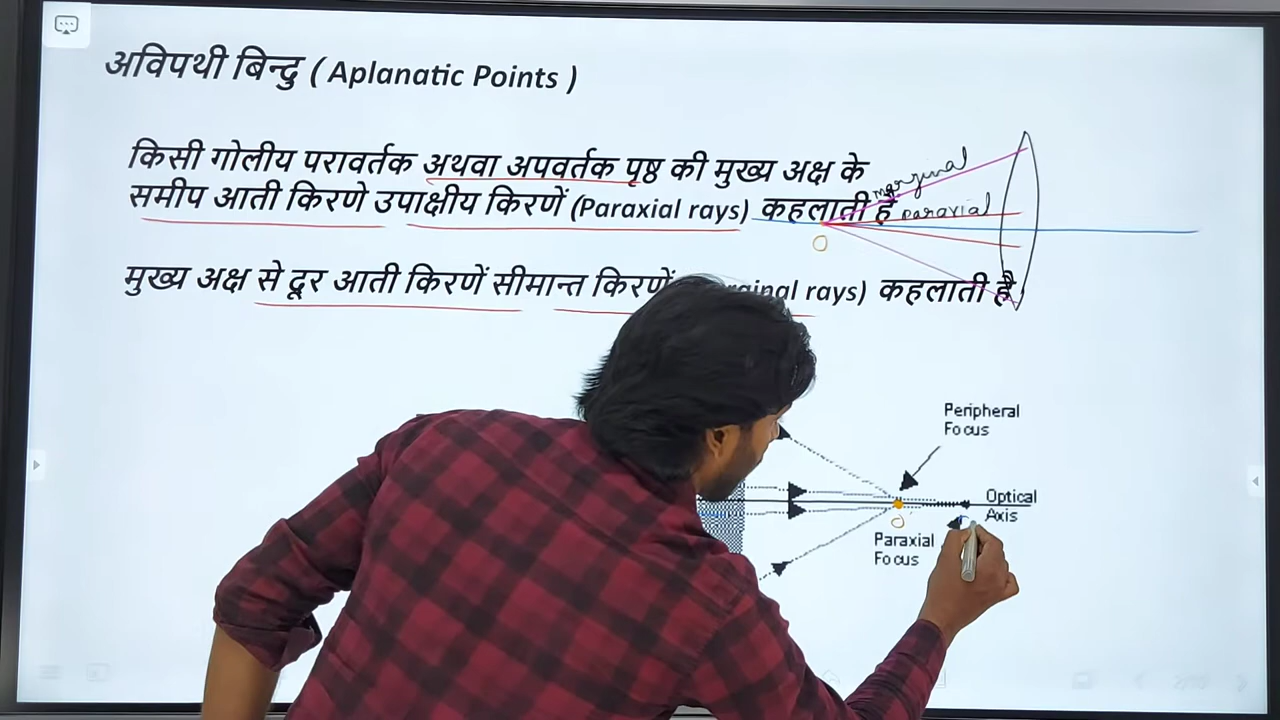 अविपथी बिन्दु ( Aplanatic Points )
किसी गोलीय परावर्तक अथवा अपवर्तक पृष्ठ की मुख्य अक्ष के
समीप आती किरणे उपाक्षीय किरणें (Paraxial rays) कहलाती है
marginal
paraxial
O
मुख्य अक्ष से दूर आती किरणें सीमान्त किरणें rays) कहलाती है
Peripheral
Focus
Optical
Axis
Paraxial
Focus